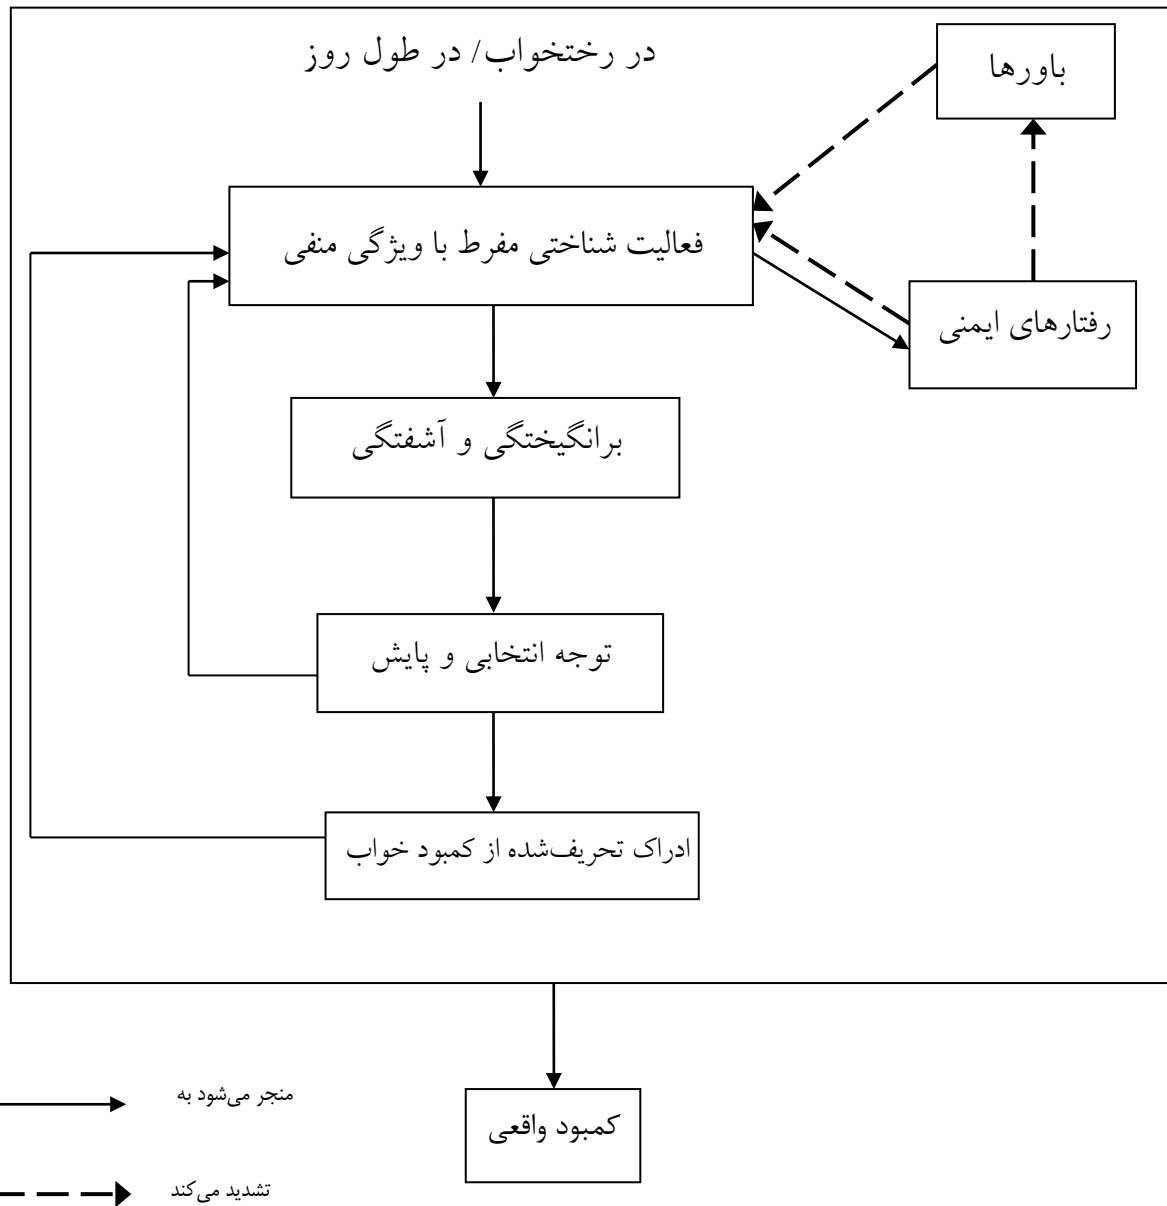 در رختخواب/ در طول روز
باورها
فعالیت شناختی مفرط با ویژگی منفی
رفتارهای ایمنی
برانگیختگی و آشفتگی
توجه انتخابی و پایش
ادراک تحریف‌شده از کمبود خواب
کمبود واقعی
منجر می‌شود به
تشدید می‌کند